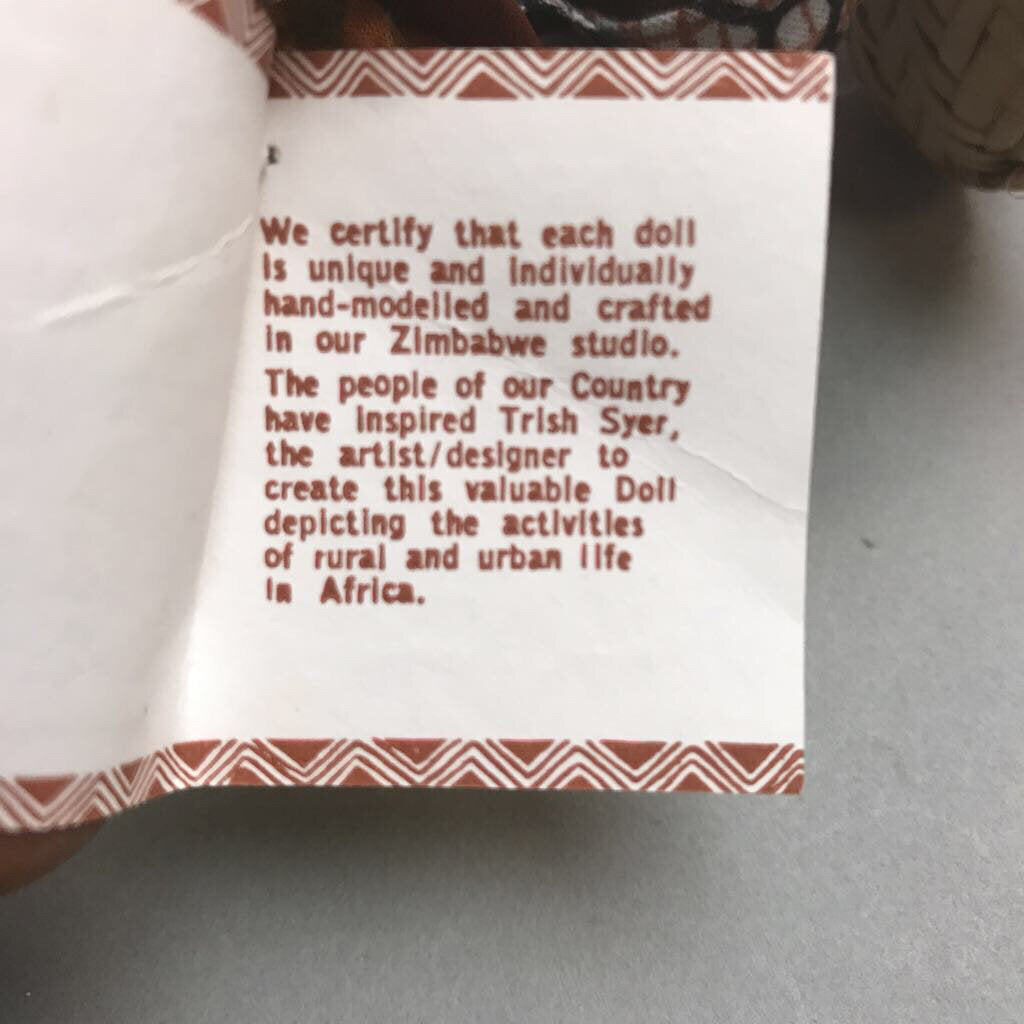 We certify that each doll
is unique and individually
hand-modelled and crafted
in our Zimbabwe studio.
The people of our Country
have inspired Trish Syer,
the artist/designer to
create this valuable Doll
depicting the activities
of rural and urban life
in Africa.